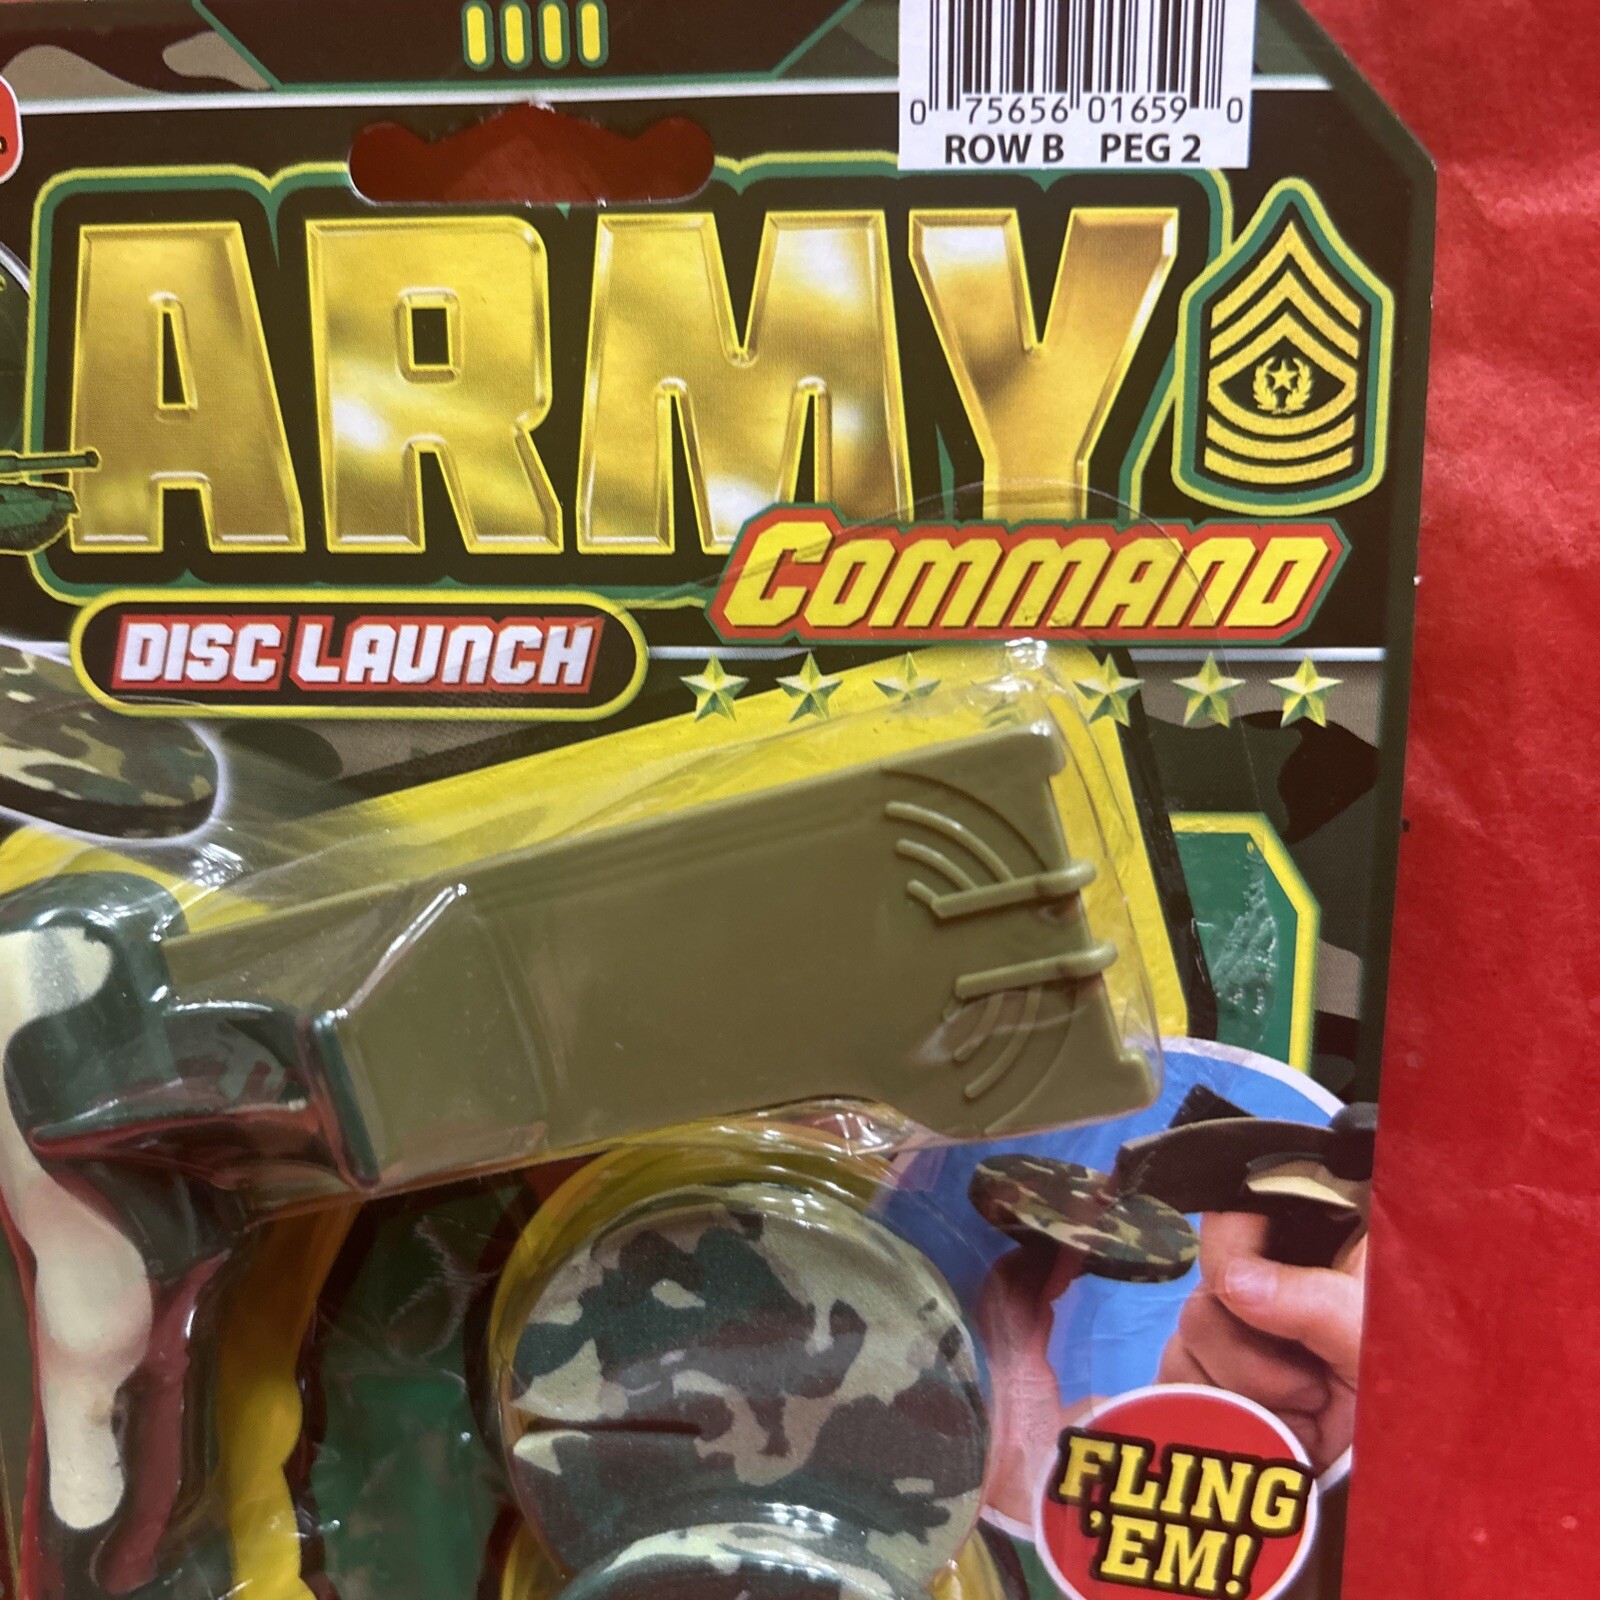 0 75656 01659 0
ROW B PEG 2
ARMY
COMMAND
DISC LAUNCH
FLING
'EM!